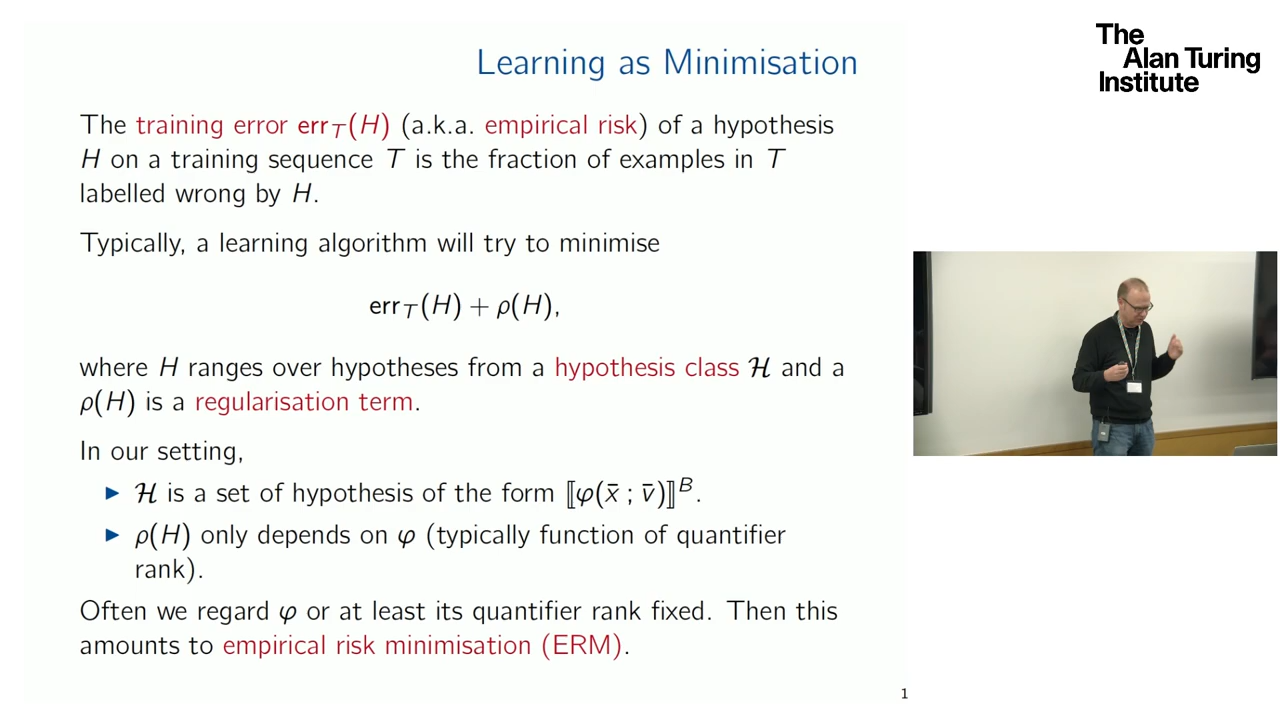 Learning as Minimisation
The Alan Turing Institute
The training error err_T(H) (a.k.a. empirical risk) of a hypothesis
H on a training sequence T is the fraction of examples in T
labelled wrong by H.
Typically, a learning algorithm will try to minimise
err_T(H) + ρ(H),
where H ranges over hypotheses from a hypothesis class ℋ and a
ρ(H) is a regularisation term.
In our setting,
▶ ℋ is a set of hypothesis of the form ⟦φ(x̄ ; v̄)⟧^B.
▶ ρ(H) only depends on φ (typically function of quantifier
rank).
Often we regard φ or at least its quantifier rank fixed. Then this
amounts to empirical risk minimisation (ERM).
1